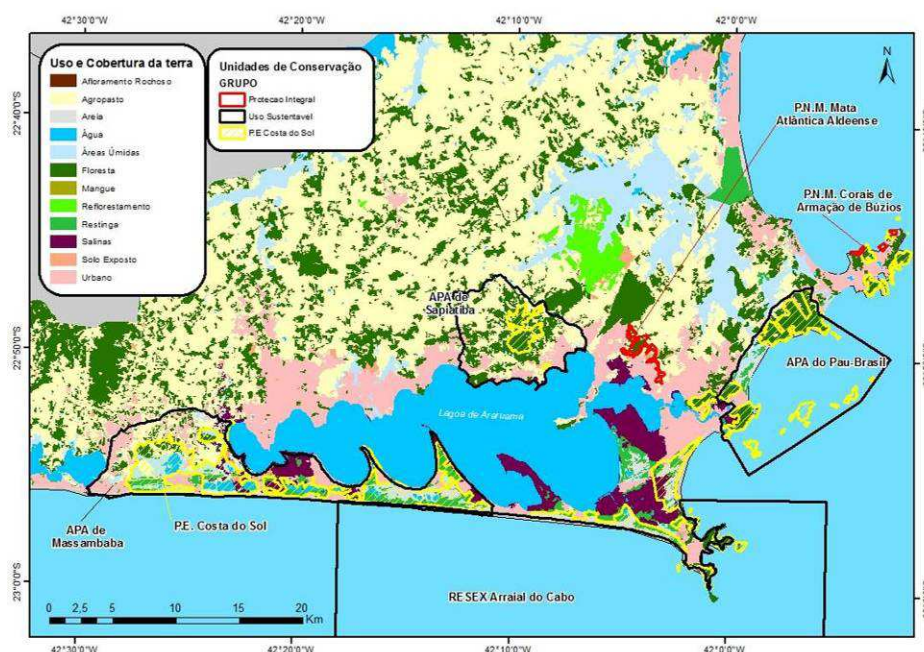 42°30'0"W 42°20'0"W 42°10'0"W 42°0'0"W
Uso e Cobertura da terra
Afloramento Rochoso
Agropasto
Areia
Água
Áreas Úmidas
Floresta
Mangue
Reflorestamento
Restinga
Salinas
Solo Exposto
Urbano
Unidades de Conservação
GRUPO
Protecao Integral
Uso Sustentavel
P.E Costa do Sol
N
P.N.M. Mata
Atlântica Aldeense
P.N.M. Corais de
Armação de Búzios
22°40'0"S
APA de
Sapiatiba
22°50'0"S
APA do Pau-Brasil
Lagoa de Araruama
APA de
Massambaba
P.E. Costa do Sol
23°0'0"S
RESEX Arraial do Cabo
0 2,5 5 10 15 20
Km
42°30'0"W 42°20'0"W 42°10'0"W 42°0'0"W